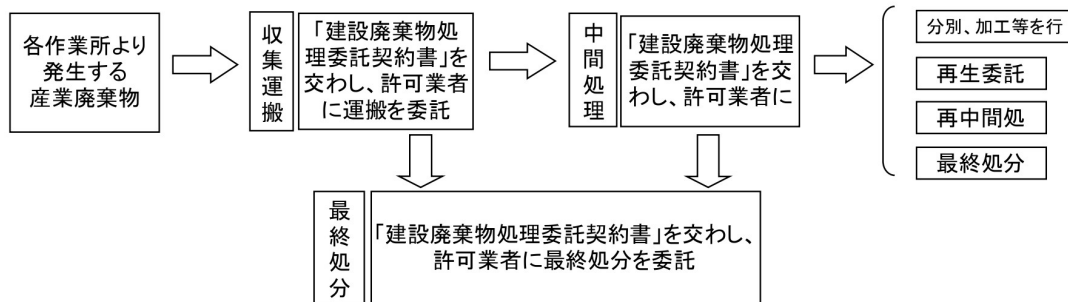 各作業所より
発生する
産業廃棄物
収集運搬
「建設廃棄物処
理委託契約書」を
交わし、許可業者
に運搬を委託
中間処理
「建設廃棄物処理
委託契約書」を交
わし、許可業者に
分別、加工等を行
再生委託
再中間処
最終処分
最終処分
「建設廃棄物処理委託契約書」を交わし、
許可業者に最終処分を委託